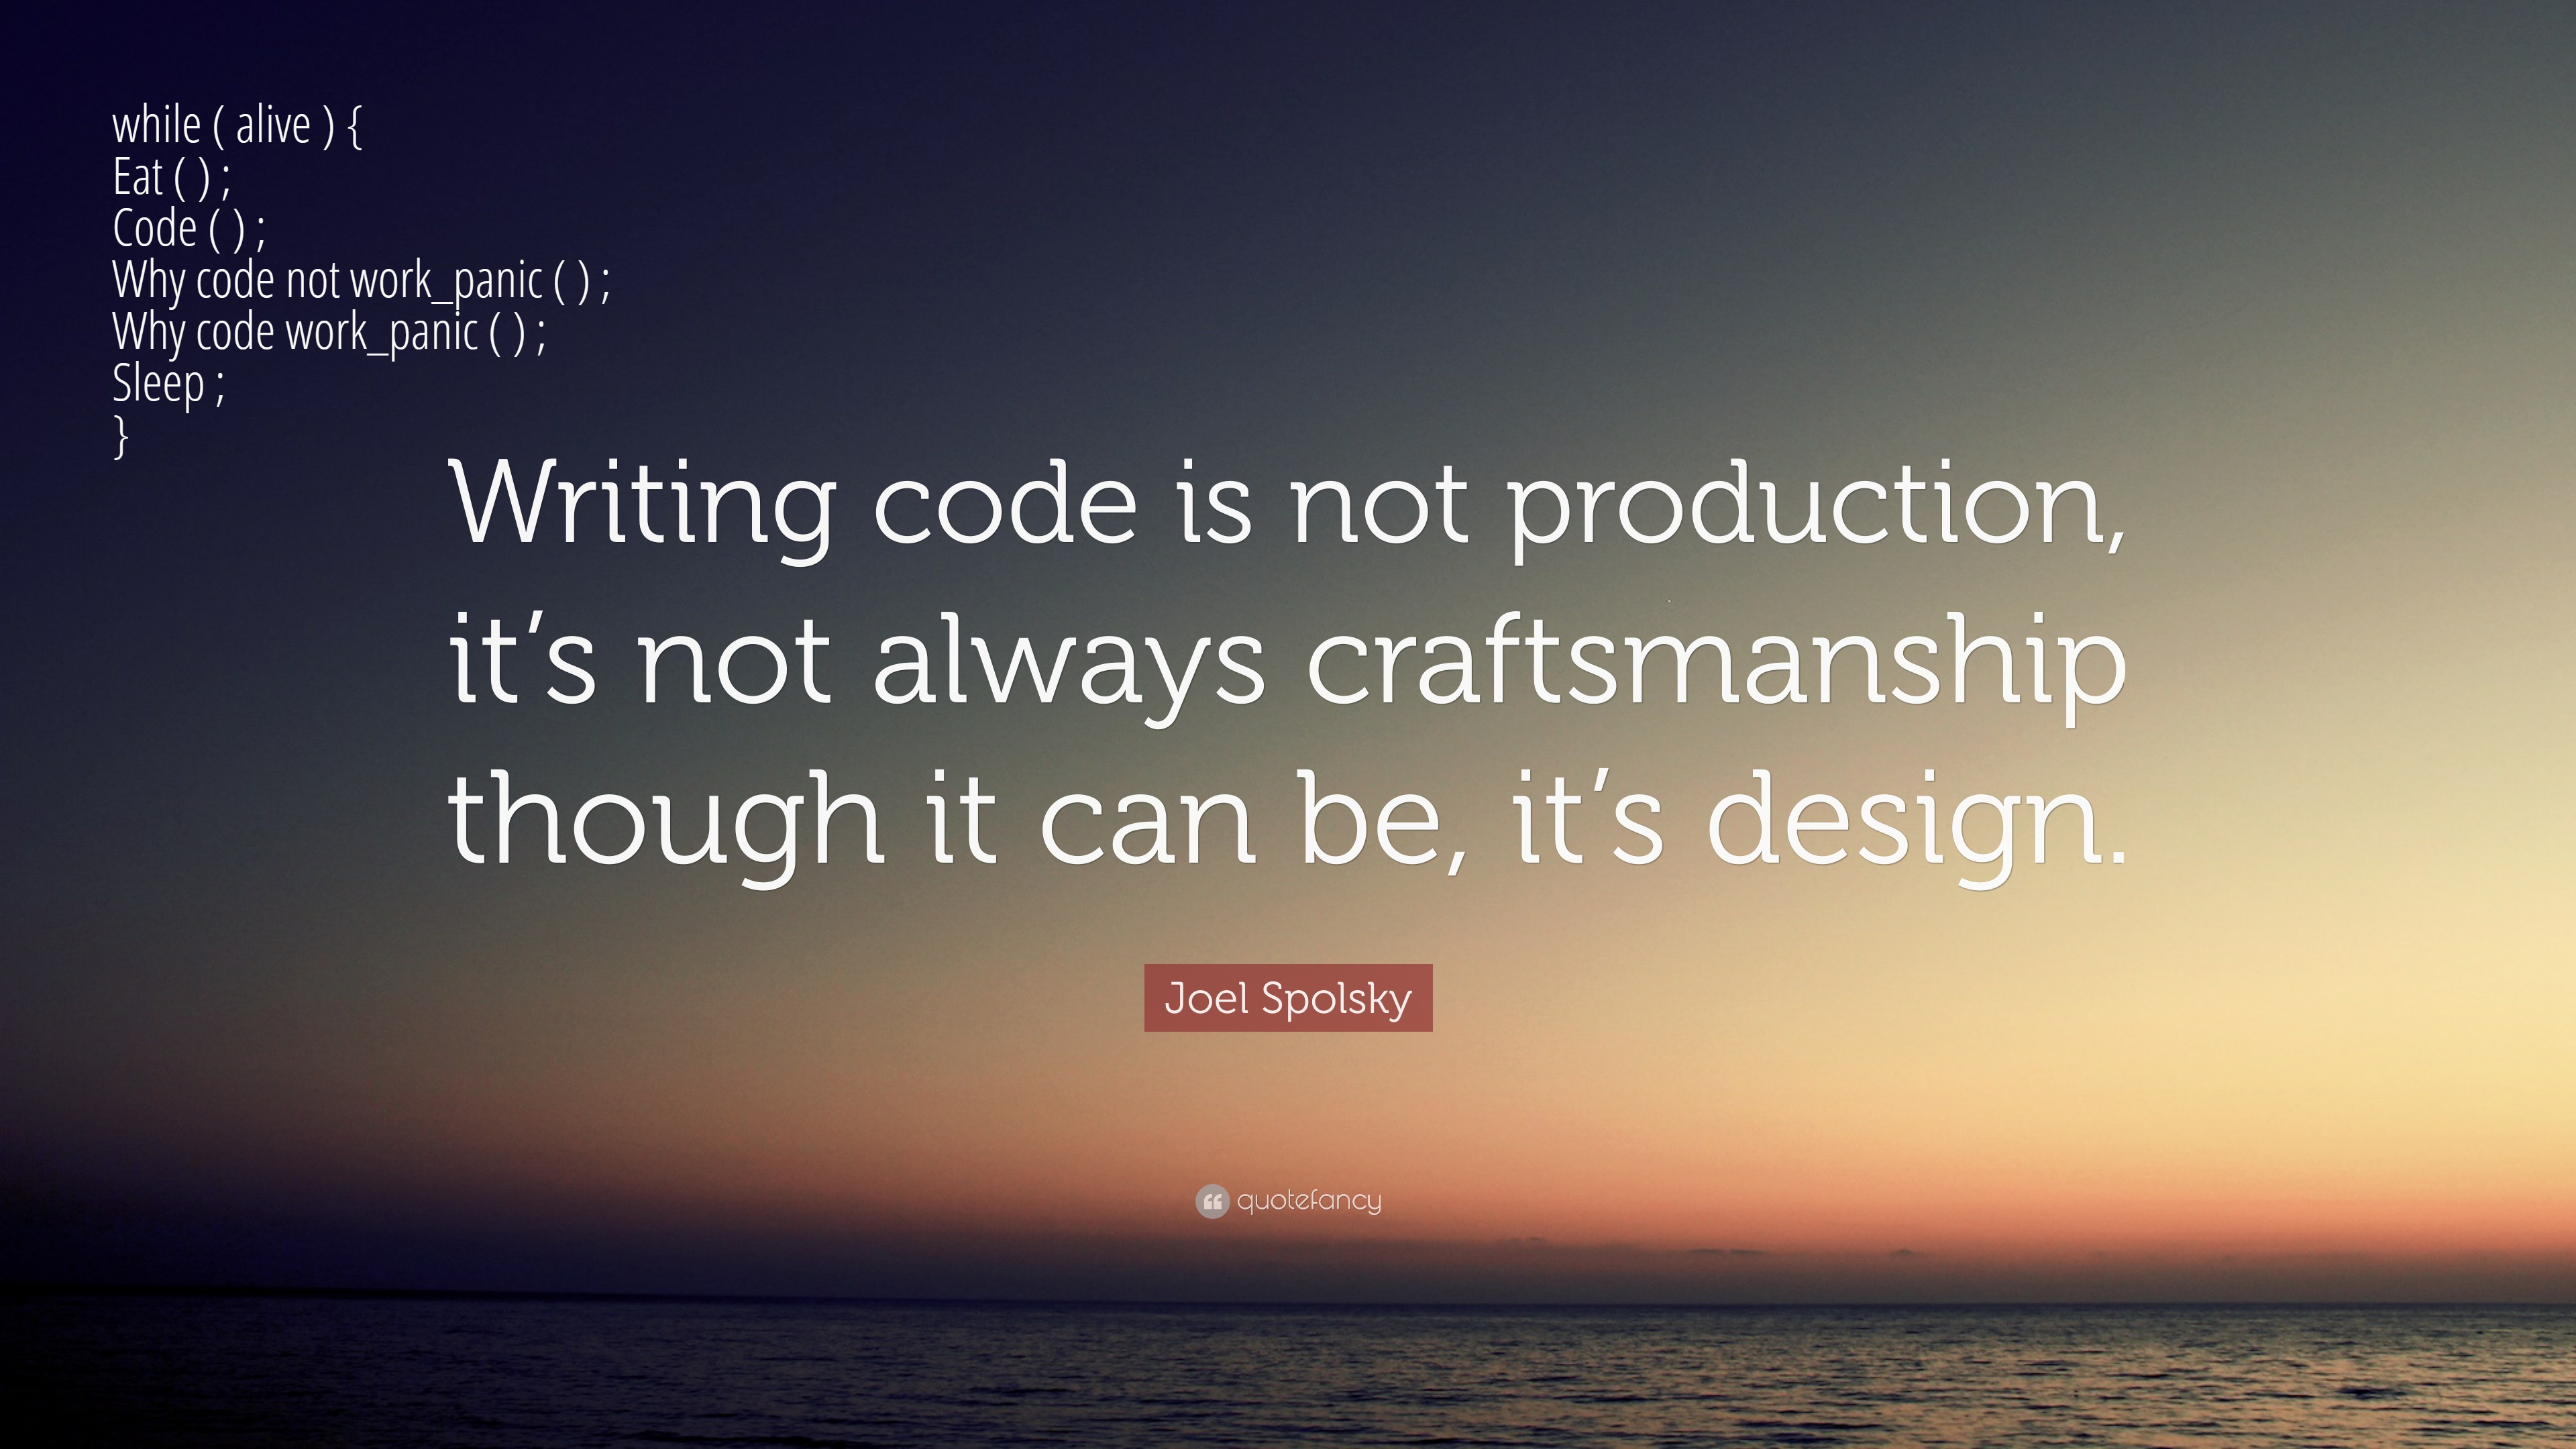 while ( alive ) {
Eat ( ) ;
Code ( ) ;
Why code not work_panic ( ) ;
Why code work_panic ( ) ;
Sleep ;
}
Writing code is not production,
it’s not always craftsmanship
though it can be, it’s design.
Joel Spolsky
quotefancy